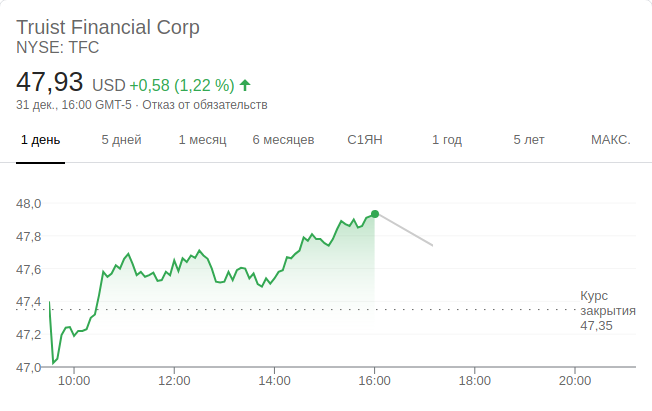 Truist Financial Corp
NYSE: TFC
47,93 USD +0,58 (1,22 %)
31 дек., 16:00 GMT-5 · Отказ от обязательств
1 день 5 дней 1 месяц 6 месяцев С1ЯН 1 год 5 лет МАКС.
48,0
47,8
47,6
47,4
47,2
47,0
Курс
закрытия
47,35
10:00 12:00 14:00 16:00 18:00 20:00